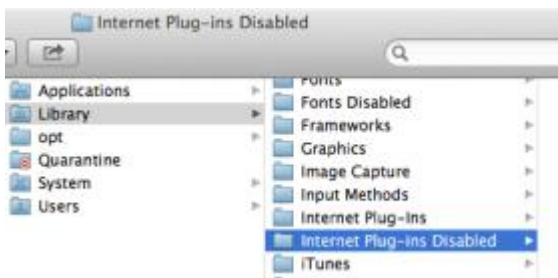 Internet Plug-ins Disabled
Applications
Library
opt
Quarantine
System
Users
Fonts
Fonts Disabled
Frameworks
Graphics
Image Capture
Input Methods
Internet Plug-Ins
Internet Plug-ins Disabled
iTunes